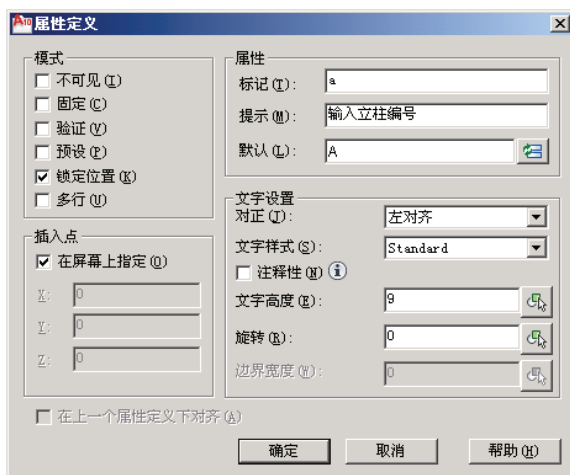 A10 属性定义
模式
不可见(I)
固定(C)
验证(V)
预设(P)
锁定位置(K)
多行(U)
插入点
在屏幕上指定(O)
X: 0
Y: 0
Z: 0
属性
标记(T): a
提示(M): 输入立柱编号
默认(L): A
文字设置
对正(J): 左对齐
文字样式(S): Standard
注释性(N)
文字高度(E): 9
旋转(R): 0
边界宽度(W): 0
在上一个属性定义下对齐(A)
确定 取消 帮助(H)